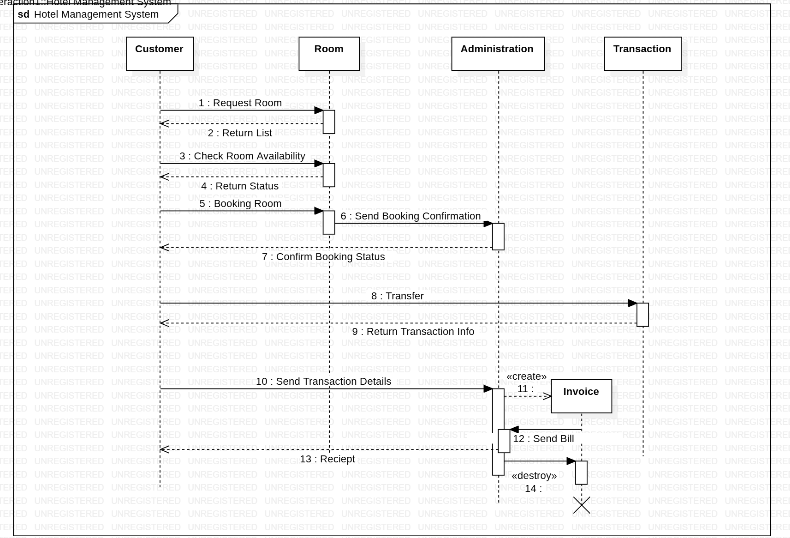 eraction1::Hotel Management System
sd Hotel Management System
Customer
Room
Administration
Transaction
1 : Request Room
2 : Return List
3 : Check Room Availability
4 : Return Status
5 : Booking Room
6 : Send Booking Confirmation
7 : Confirm Booking Status
8 : Transfer
9 : Return Transaction Info
10 : Send Transaction Details
«create»
11 :
Invoice
12 : Send Bill
13 : Reciept
«destroy»
14 :
UNREGISTERED